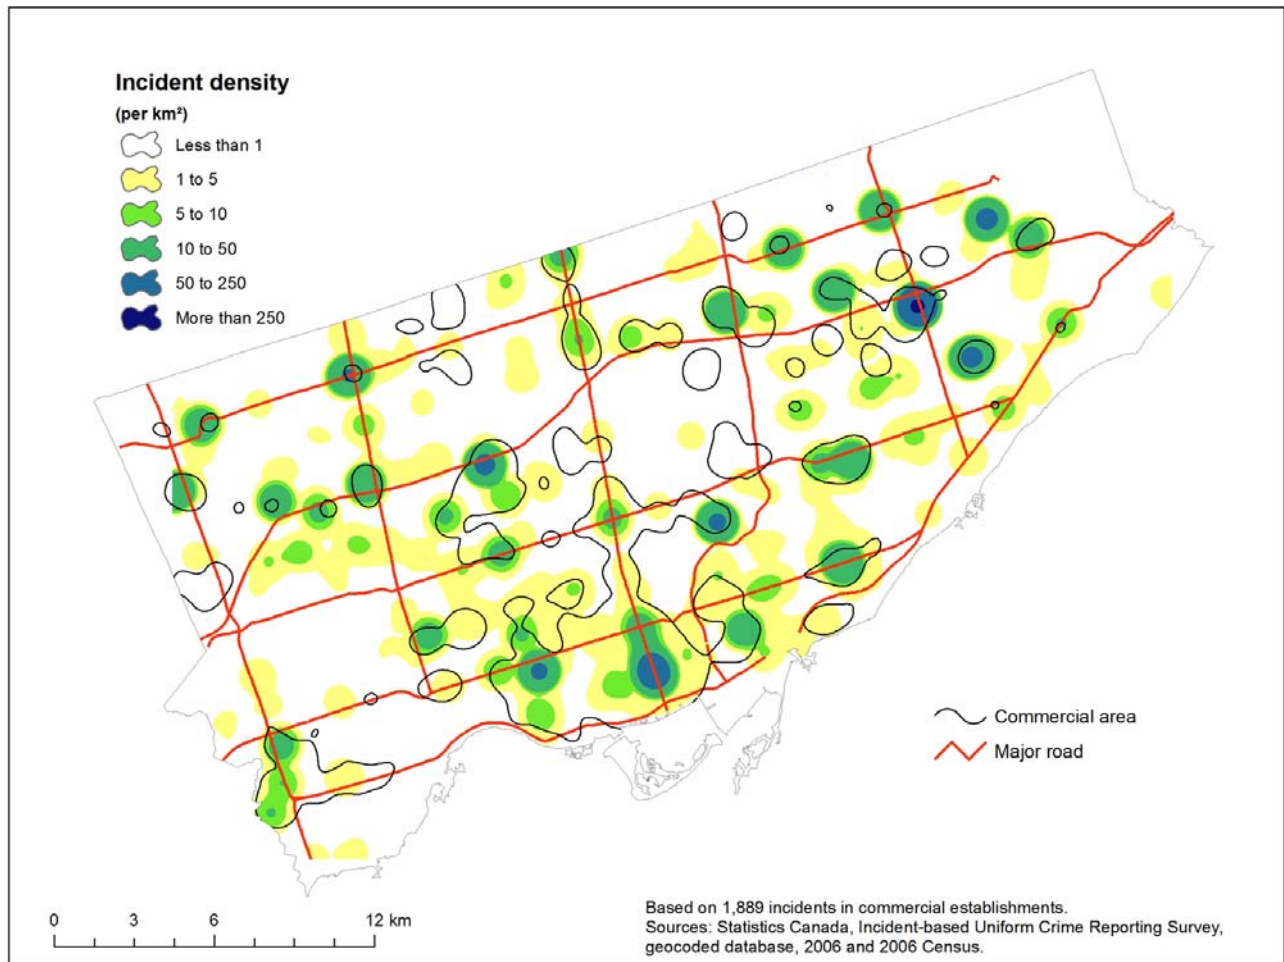 Incident density
(per km²)
Less than 1
1 to 5
5 to 10
10 to 50
50 to 250
More than 250
Commercial area
Major road
0 3 6 12 km
Based on 1,889 incidents in commercial establishments.
Sources: Statistics Canada, Incident-based Uniform Crime Reporting Survey,
geocoded database, 2006 and 2006 Census.